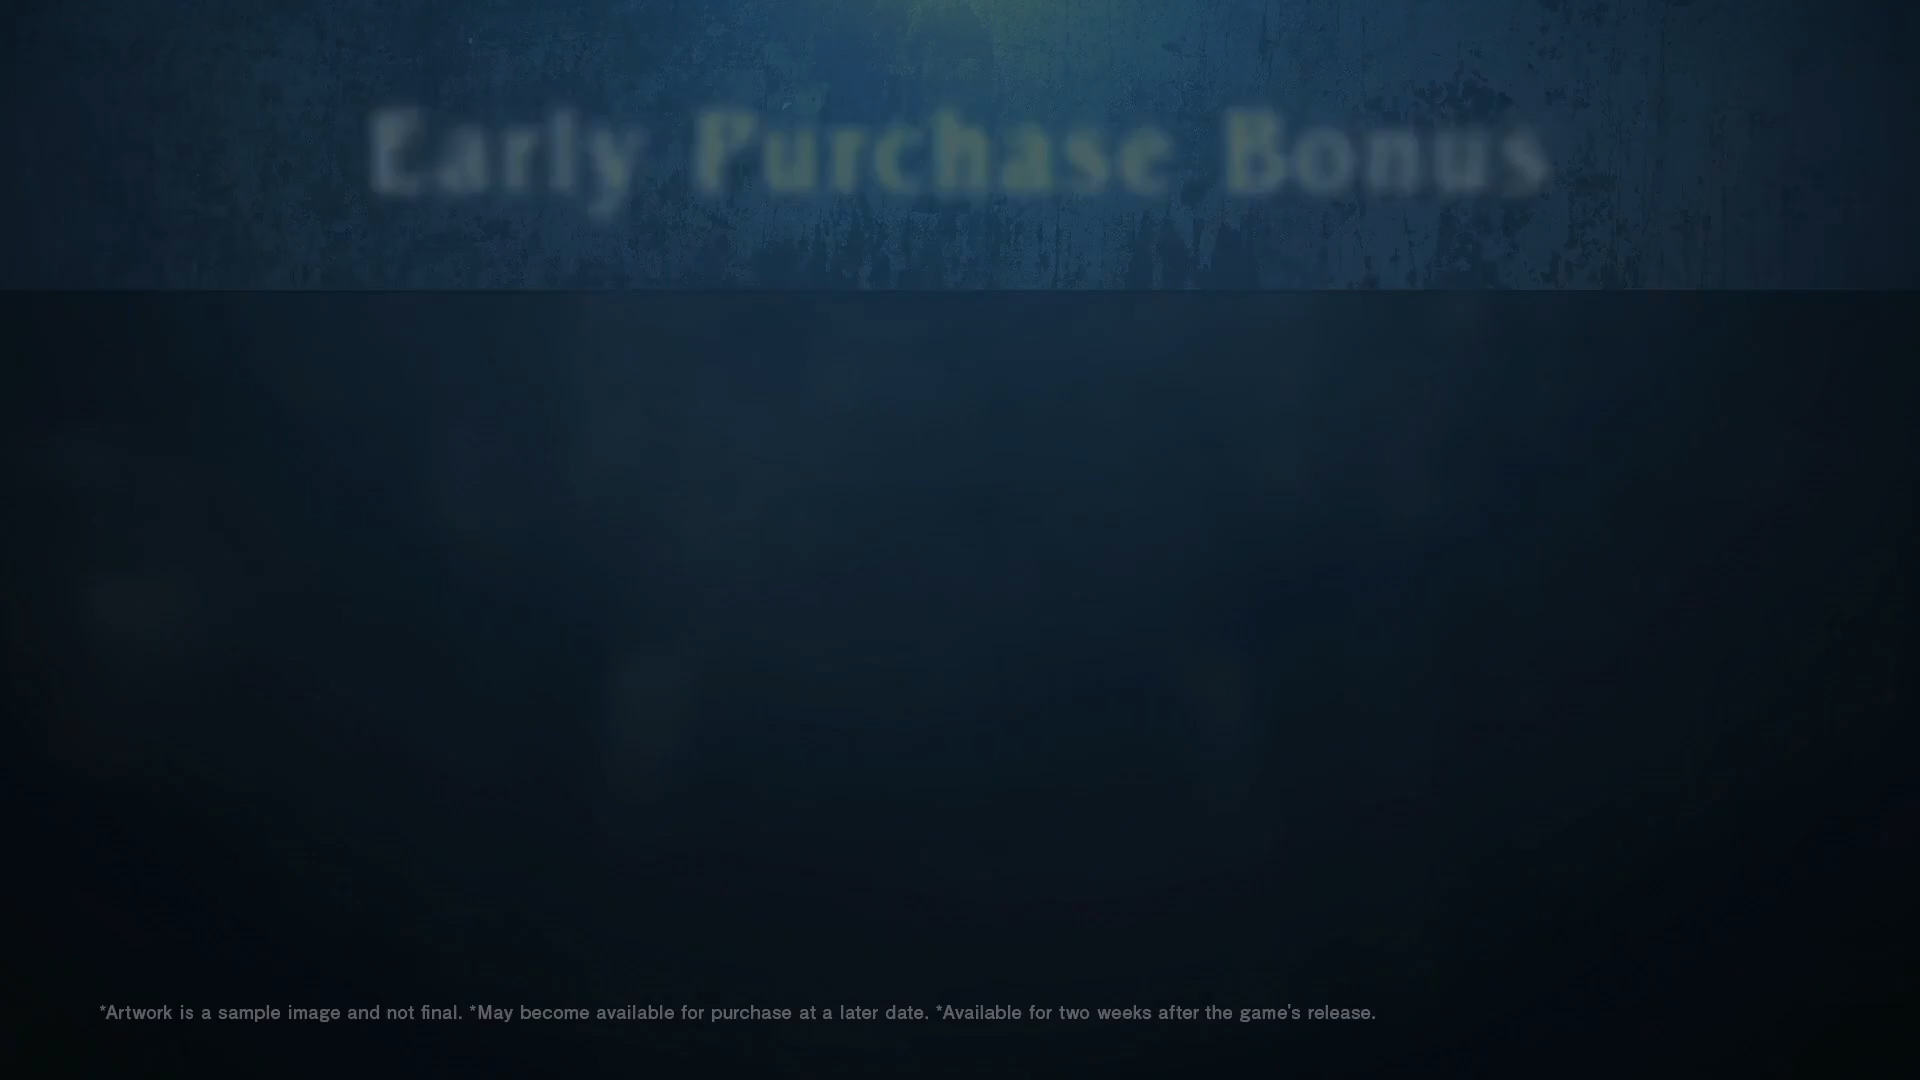 Early Purchase Bonus
*Artwork is a sample image and not final. *May become available for purchase at a later date. *Available for two weeks after the game's release.